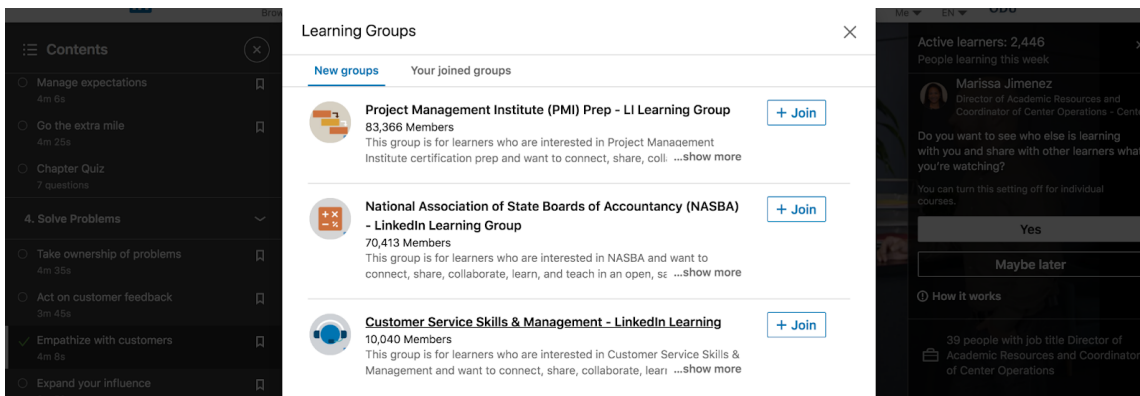 Me EN
Contents
Manage expectations
4m 6s
Go the extra mile
4m 25s
Chapter Quiz
7 questions
4. Solve Problems
Take ownership of problems
4m 35s
Act on customer feedback
3m 45s
Empathize with customers
4m 8s
Expand your influence
Learning Groups
New groups Your joined groups
Project Management Institute (PMI) Prep - LI Learning Group
+ Join
83,366 Members
This group is for learners who are interested in Project Management
Institute certification prep and want to connect, share, ...show more
National Association of State Boards of Accountancy (NASBA)
- LinkedIn Learning Group
+ Join
70,413 Members
This group is for learners who are interested in NASBA and want to
connect, share, collaborate, learn, and teach in an open, ...show more
Customer Service Skills & Management - LinkedIn Learning
+ Join
10,040 Members
This group is for learners who are interested in Customer Service Skills &
Management and want to connect, share, collaborate, ...show more
Active learners: 2,446
People learning this week
Marissa Jimenez
Director of Academic Resources and
Coordinator of Center Operations -
Do you want to see who else is learning
with you and share with other learners what
you're watching?
You can turn this setting off for individual
courses.
Yes
Maybe later
How it works
39 people with job title Director of
Academic Resources and Coordinator
of Center Operations